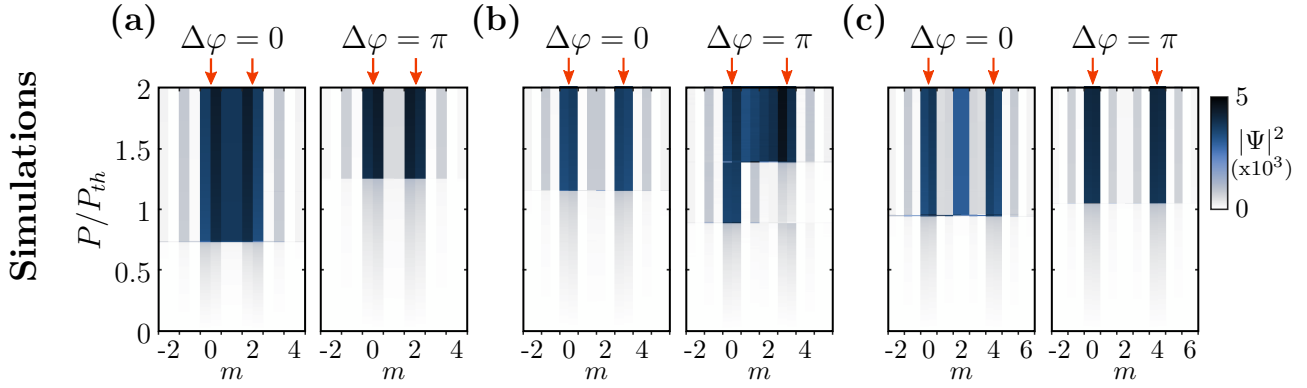 (a) (b) (c)
Δφ = 0 Δφ = π Δφ = 0 Δφ = π Δφ = 0 Δφ = π
Simulations
P/P_th
2
1.5
1
0.5
0
5
|Ψ|²
(x10³)
0
-2 0 2 4 -2 0 2 4 -2 0 2 4 -2 0 2 4 -2 0 2 4 6 -2 0 2 4 6
m m m m m m